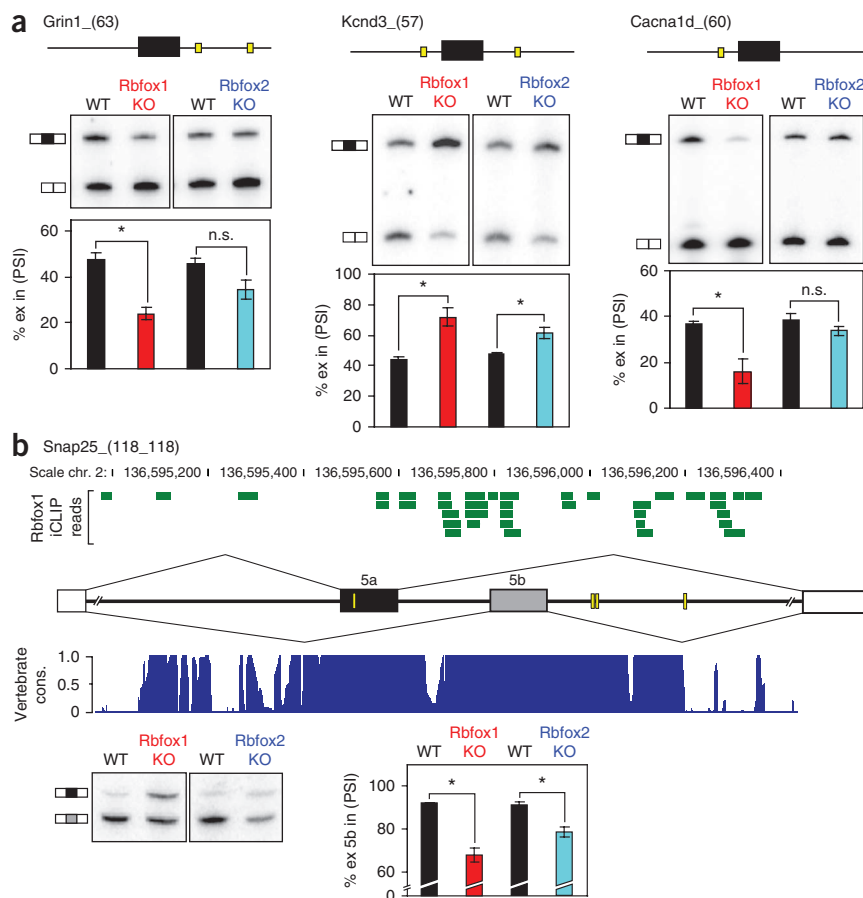 a
Grin1_(63)
Kcnd3_(57)
Cacna1d_(60)
WT Rbfox1 KO WT Rbfox2 KO
WT Rbfox1 KO WT Rbfox2 KO
WT Rbfox1 KO WT Rbfox2 KO
% ex in (PSI)
60
40
20
0
* n.s.
% ex in (PSI)
100
80
60
40
20
0
* *
% ex in (PSI)
60
40
20
0
* n.s.
b
Snap25_(118_118)
Scale chr. 2: 136,595,200 136,595,400 136,595,600 136,595,800 136,596,000 136,596,200 136,596,400
Rbfox1 iCLIP reads
5a 5b
Vertebrate cons.
1.0
0.5
0
WT Rbfox1 KO WT Rbfox2 KO
WT Rbfox1 KO WT Rbfox2 KO
% ex 5b in (PSI)
100
80
60
0
* *